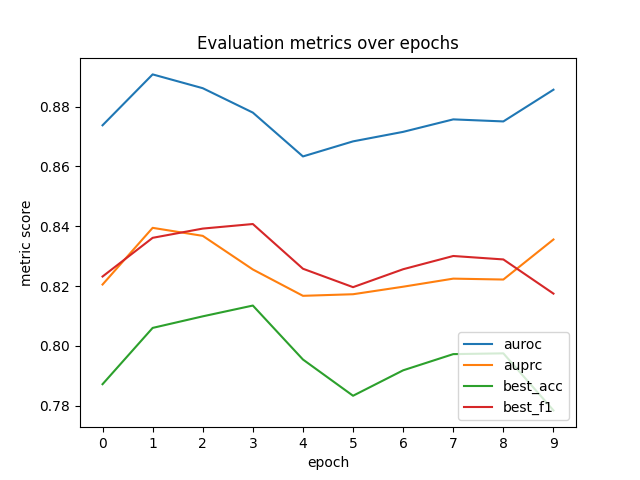 Evaluation metrics over epochs
metric score
0.88
0.86
0.84
0.82
0.80
0.78
auroc
auprc
best_acc
best_f1
0 1 2 3 4 5 6 7 8 9
epoch